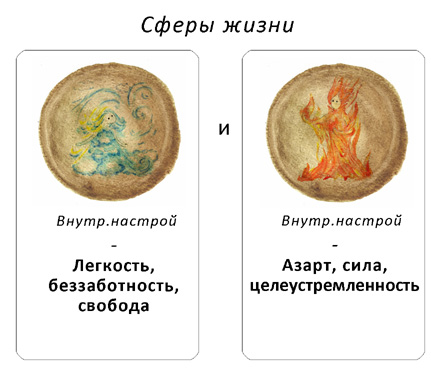 Сферы жизни
Внутр.настрой
-
Легкость,
беззаботность,
свобода
и
Внутр.настрой
-
Азарт, сила,
целеустремленность